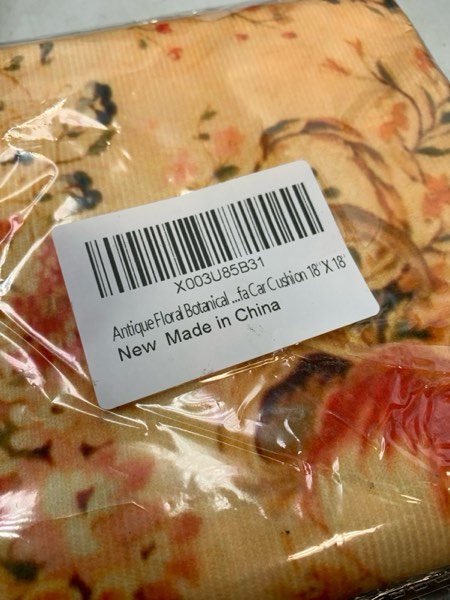 X003U85B31
Antique Floral Botanical ...fa Car Cushion 18" X 18"
New Made in China